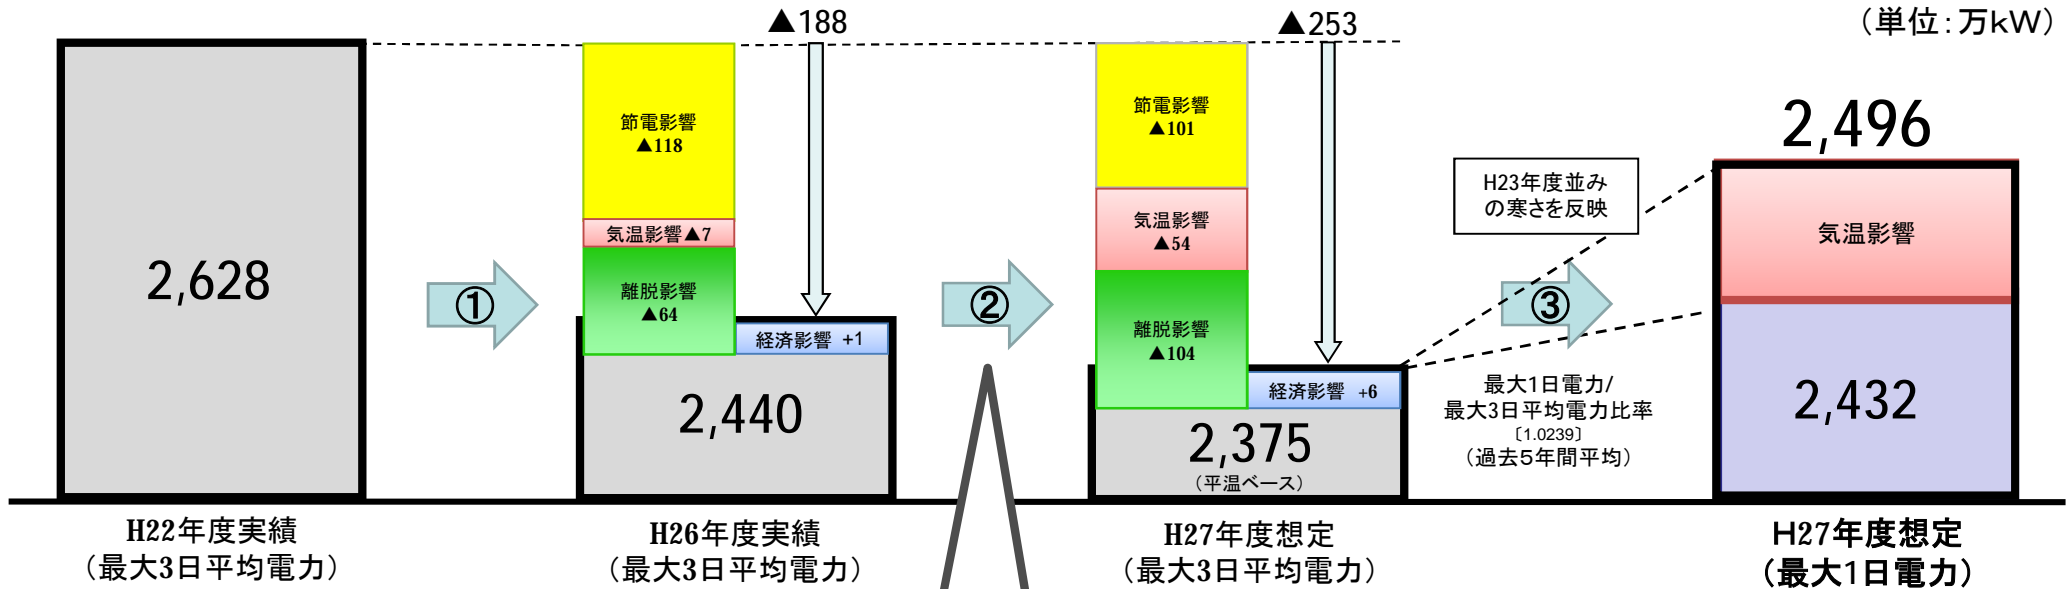 (単位:万kW)
2,628
H22年度実績
(最大3日平均電力)
①
▲188
節電影響
▲118
気温影響▲7
離脱影響
▲64
経済影響 +1
2,440
H26年度実績
(最大3日平均電力)
②
▲253
節電影響
▲101
気温影響
▲54
離脱影響
▲104
経済影響 +6
2,375
(平温ベース)
H27年度想定
(最大3日平均電力)
H23年度並み
の寒さを反映
③
最大1日電力/
最大3日平均電力比率
〔1.0239〕
(過去5年間平均)
2,496
気温影響
2,432
H27年度想定
(最大1日電力)